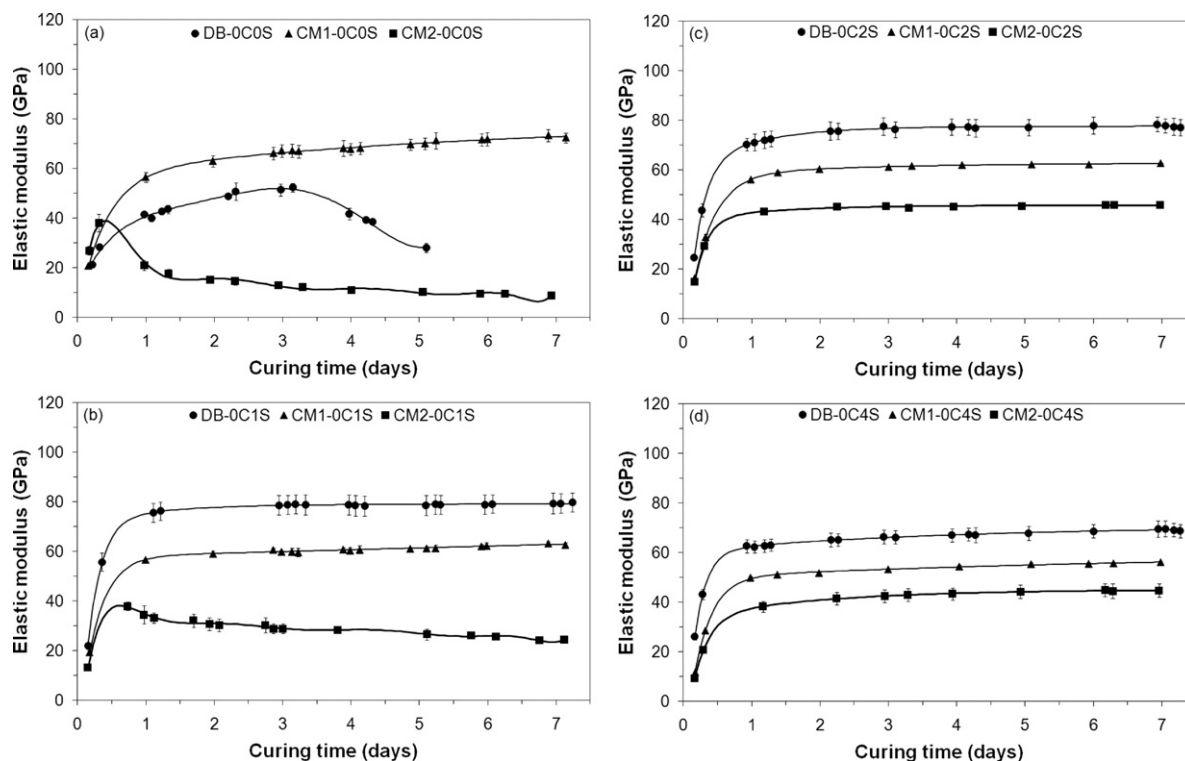 (a)
DB-0C0S CM1-0C0S CM2-0C0S
Elastic modulus (GPa)
120
100
80
60
40
20
0
0 1 2 3 4 5 6 7
Curing time (days)
(c)
DB-0C2S CM1-0C2S CM2-0C2S
Elastic modulus (GPa)
120
100
80
60
40
20
0
0 1 2 3 4 5 6 7
Curing time (days)
(b)
DB-0C1S CM1-0C1S CM2-0C1S
Elastic modulus (GPa)
120
100
80
60
40
20
0
0 1 2 3 4 5 6 7
Curing time (days)
(d)
DB-0C4S CM1-0C4S CM2-0C4S
Elastic modulus (GPa)
120
100
80
60
40
20
0
0 1 2 3 4 5 6 7
Curing time (days)